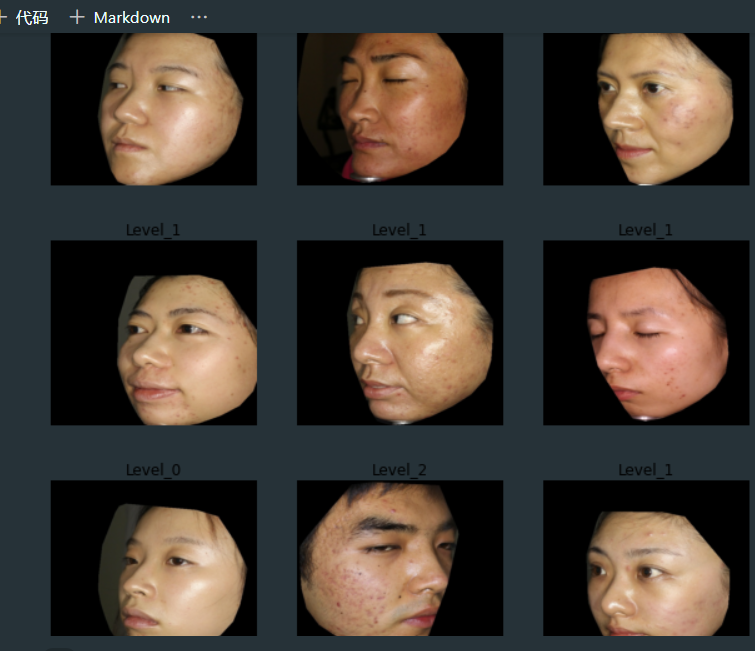 + 代码 + Markdown ···
Level_1 Level_1 Level_1
Level_0 Level_2 Level_1